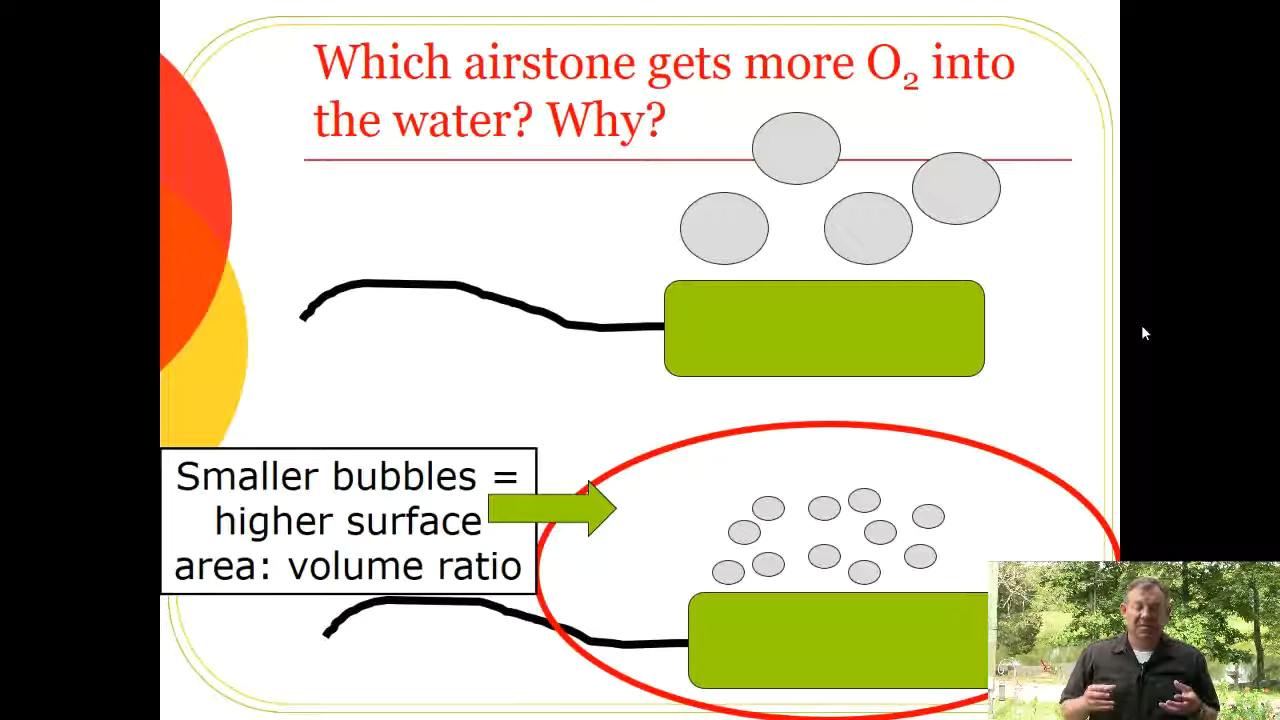 Which airstone gets more O₂ into
the water? Why?
Smaller bubbles =
higher surface
area: volume ratio